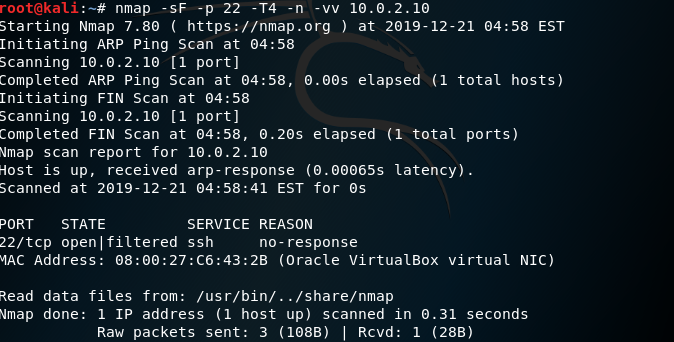 root@kali:~# nmap -sF -p 22 -T4 -n -vv 10.0.2.10
Starting Nmap 7.80 ( https://nmap.org ) at 2019-12-21 04:58 EST
Initiating ARP Ping Scan at 04:58
Scanning 10.0.2.10 [1 port]
Completed ARP Ping Scan at 04:58, 0.00s elapsed (1 total hosts)
Initiating FIN Scan at 04:58
Scanning 10.0.2.10 [1 port]
Completed FIN Scan at 04:58, 0.20s elapsed (1 total ports)
Nmap scan report for 10.0.2.10
Host is up, received arp-response (0.00065s latency).
Scanned at 2019-12-21 04:58:41 EST for 0s

PORT   STATE         SERVICE REASON
22/tcp open|filtered ssh     no-response
MAC Address: 08:00:27:C6:43:2B (Oracle VirtualBox virtual NIC)

Read data files from: /usr/bin/../share/nmap
Nmap done: 1 IP address (1 host up) scanned in 0.31 seconds
           Raw packets sent: 3 (108B) | Rcvd: 1 (28B)